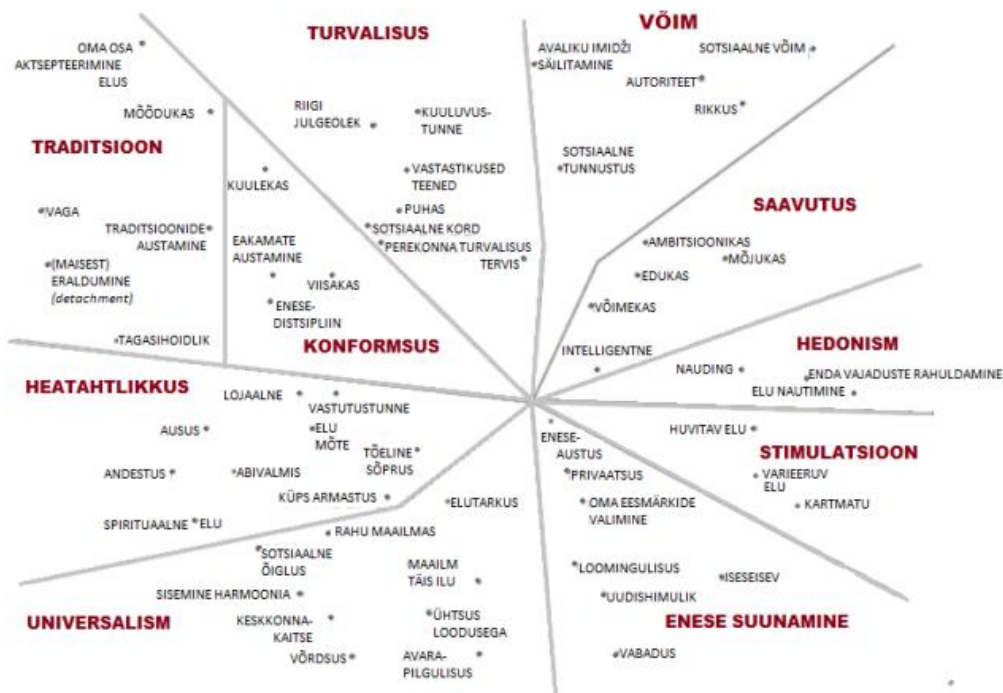 TURVALISUS
VÕIM
OMA OSA
AKTSEPTEERIMINE
ELUS
MÕÕDUKAS
TRADITSIOON
VAGA
TRADITSIOONIDE
AUSTAMINE
(MAISEST)
ERALDUMINE
(detachment)
TAGASIHOIDLIK
RIIGI
JULGEOLEK
KUULUVUS-
TUNNE
KUULEKAS
VASTASTIKUSED
TEENED
PUHAS
SOTSIAALNE KORD
PEREKONNA TURVALISUS
TERVIS
EAKAMATE
AUSTAMINE
VIISAKAS
ENESE-
DISTSIPLIIN
KONFORMSUS
AVALIKU IMIDŽI
SÄILITAMINE
SOTSIAALNE VÕIM
AUTORITEET
RIKKUS
SOTSIAALNE
TUNNUSTUS
SAAVUTUS
AMBITSIOONIKAS
MÕJUKAS
EDUKAS
VÕIMEKAS
INTELLIGENTNE
HEDONISM
NAUDING
ENDA VAJADUSTE RAHULDAMINE
ELU NAUTIMINE
HEATAHTLIKKUS
LOJAALNE
VASTUTUSTUNNE
AUSUS
ELU
MÕTE
TÕELINE
SÕPRUS
ANDESTUS
ABIVALMIS
KÜPS ARMASTUS
SPIRITUAALNE ELU
HUVITAV ELU
STIMULATSIOON
VARIEERUV
ELU
KARTMATU
ENESE-
AUSTUS
PRIVAATSUS
OMA EESMÄRKIDE
VALIMINE
ELUTARKUS
RAHU MAAILMAS
SOTSIAALNE
ÕIGLUS
MAAILM
TÄIS ILU
SISEMINE HARMOONIA
UNIVERSALISM
KESKKONNA-
KAITSE
ÜHTSUS
LOODUSEGA
VÕRDSUS
AVARA-
PILGULISUS
LOOMINGULISUS
ISESEISEV
UUDISHIMULIK
ENESE SUUNAMINE
VABADUS